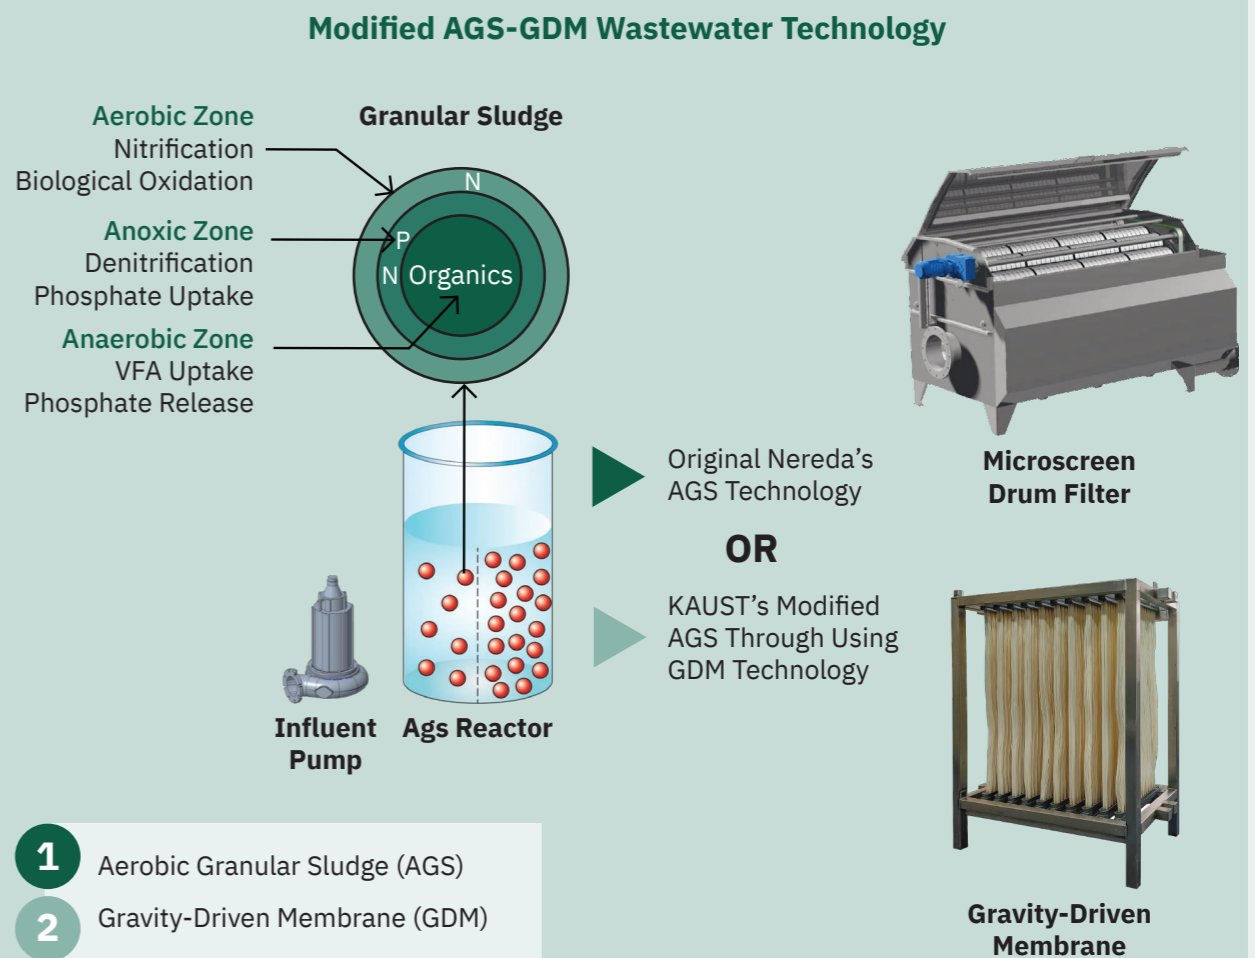 Modified AGS-GDM Wastewater Technology
Aerobic Zone
Nitrification
Biological Oxidation
Anoxic Zone
Denitrification
Phosphate Uptake
Anaerobic Zone
VFA Uptake
Phosphate Release
Granular Sludge
N
P
N Organics
Influent
Pump
Ags Reactor
Original Nereda’s
AGS Technology
OR
KAUST’s Modified
AGS Through Using
GDM Technology
Microscreen
Drum Filter
Gravity-Driven
Membrane
1 Aerobic Granular Sludge (AGS)
2 Gravity-Driven Membrane (GDM)